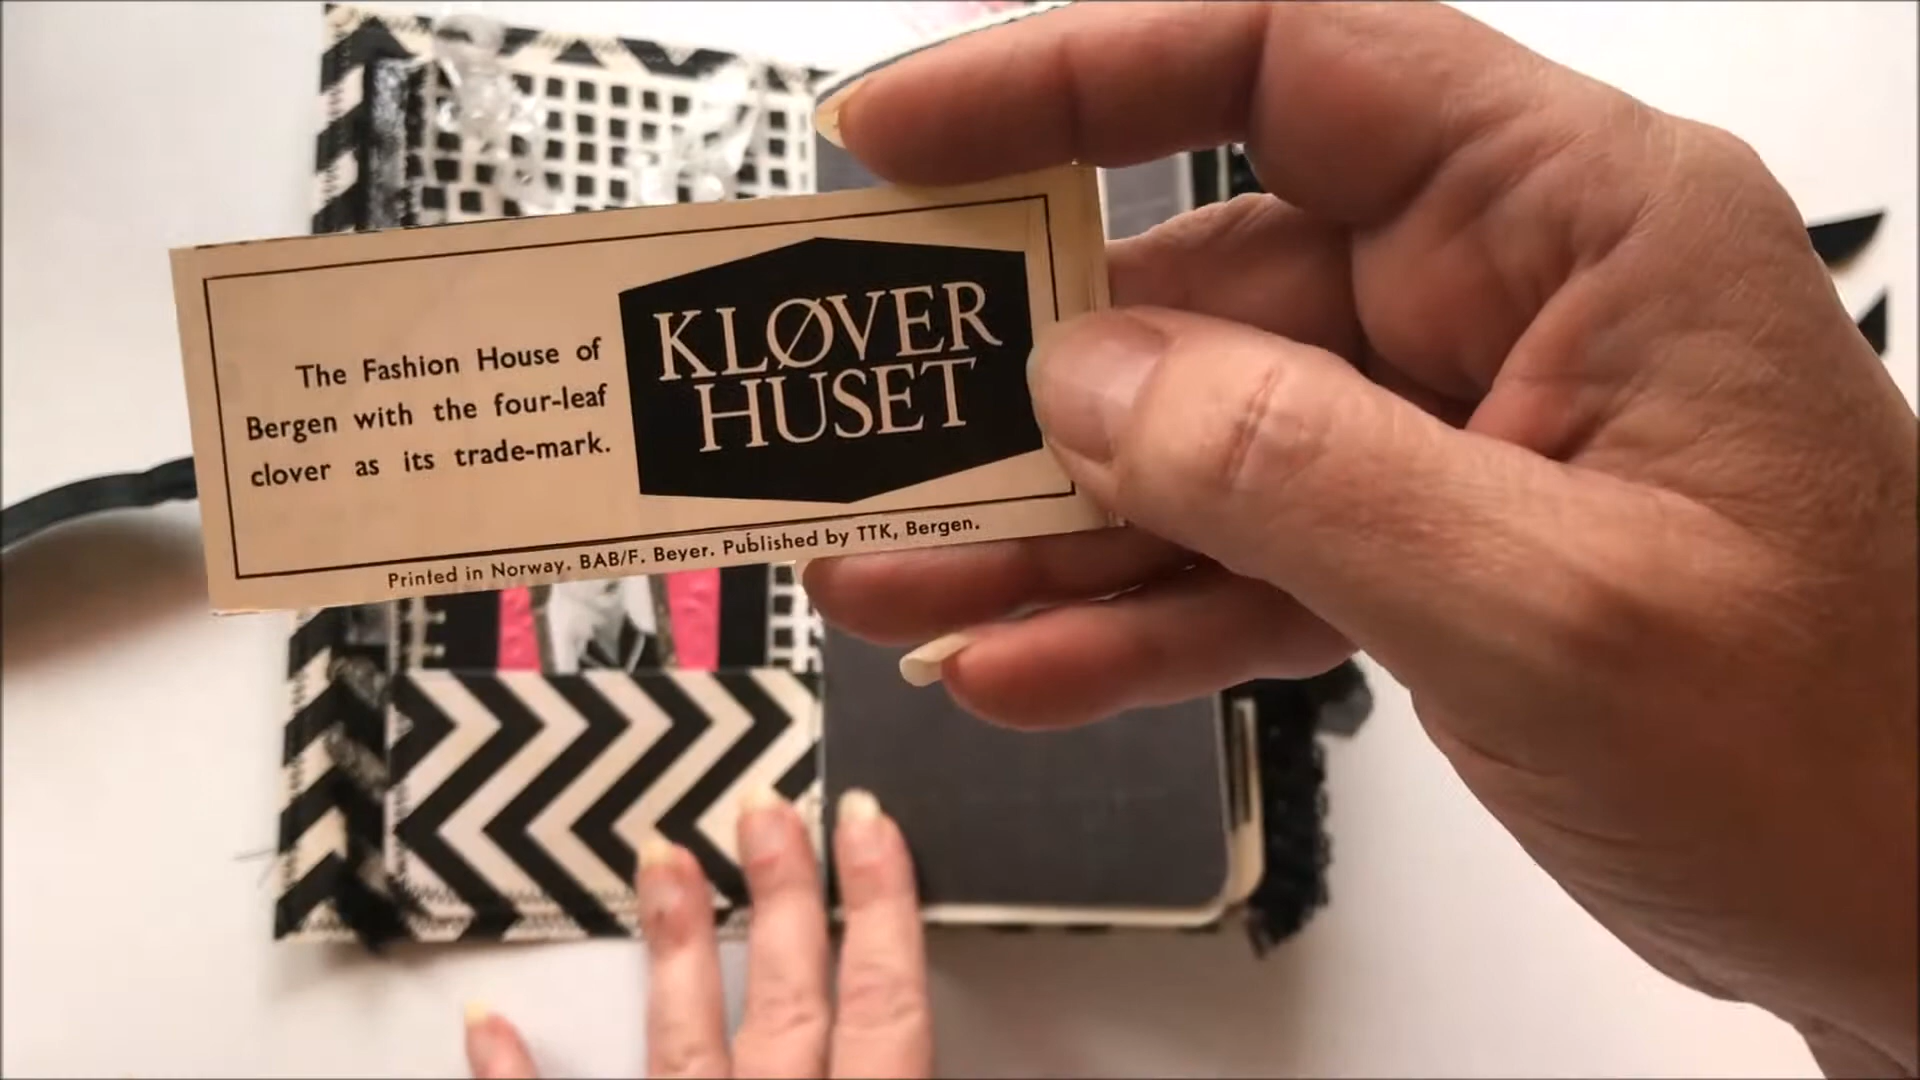 The Fashion House of
Bergen with the four-leaf
clover as its trade-mark.
KLØVER
HUSET
Printed in Norway. BAB/F. Beyer. Published by TTK, Bergen.